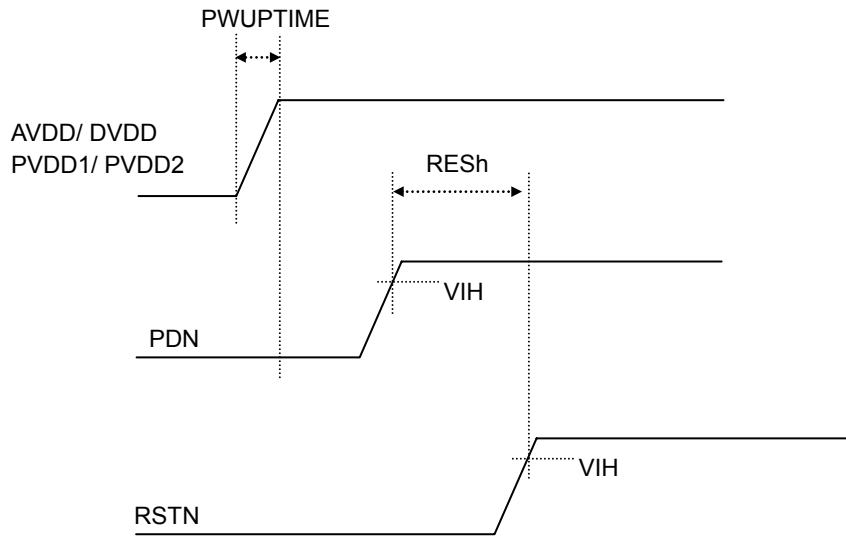 PWUPTIME
AVDD/ DVDD
PVDD1/ PVDD2
RESh
VIH
PDN
VIH
RSTN